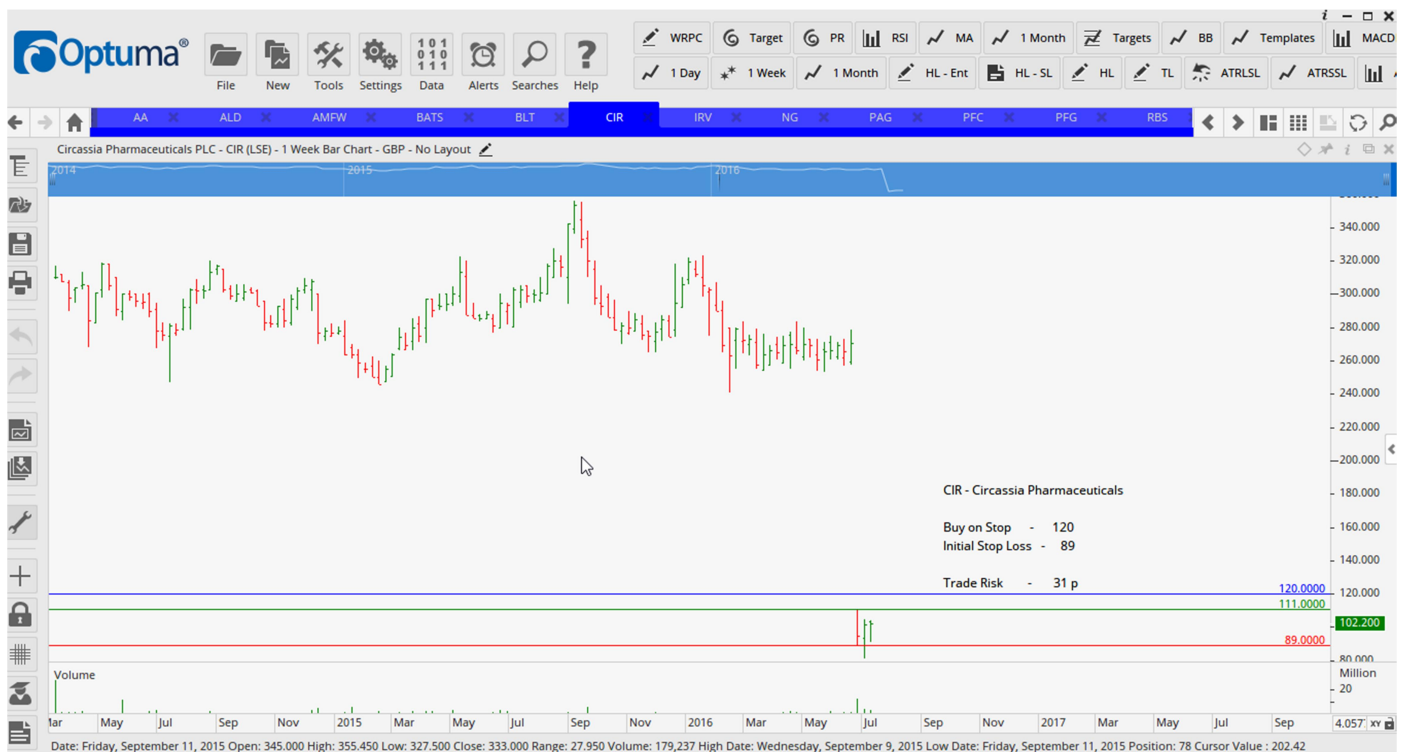 Optuma®
File New Tools Settings Data Alerts Searches Help
WRPC Target PR RSI MA 1 Month Targets BB Templates MACD
1 Day 1 Week 1 Month HL - Ent HL - SL HL TL ATRLSL ATRSSL
AA ALD AMFW BATS BLT CIR IRV NG PAG PFC PFG RBS
Circassia Pharmaceuticals PLC - CIR (LSE) - 1 Week Bar Chart - GBP - No Layout
2014 2015 2016
340.000
320.000
300.000
280.000
260.000
240.000
220.000
200.000
CIR - Circassia Pharmaceuticals
180.000
Buy on Stop - 120
160.000
Initial Stop Loss - 89
140.000
Trade Risk - 31 p
120.0000
120.000
111.0000
102.200
89.0000
80.000
Volume
Million
20
May Jul Sep Nov 2015 Mar May Jul Sep Nov 2016 Mar May Jul Sep Nov 2017 Mar May Jul Sep 4.057 XY
Date: Friday, September 11, 2015 Open: 345.000 High: 355.450 Low: 327.500 Close: 333.000 Range: 27.950 Volume: 179,237 High Date: Wednesday, September 9, 2015 Low Date: Friday, September 11, 2015 Position: 78 Cursor Value : 202.42